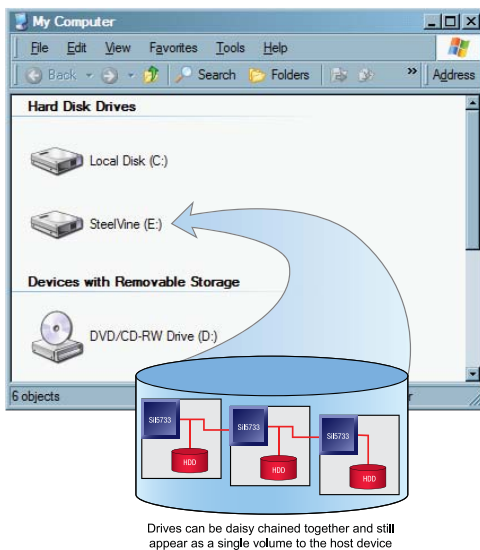 My Computer
File Edit View Favorites Tools Help
Back Search Folders » Address
Hard Disk Drives
Local Disk (C:)
SteelVine (E:)
Devices with Removable Storage
DVD/CD-RW Drive (D:)
6 objects r
SiI5733 SiI5733 SiI5733
HDD HDD HDD
Drives can be daisy chained together and still
appear as a single volume to the host device